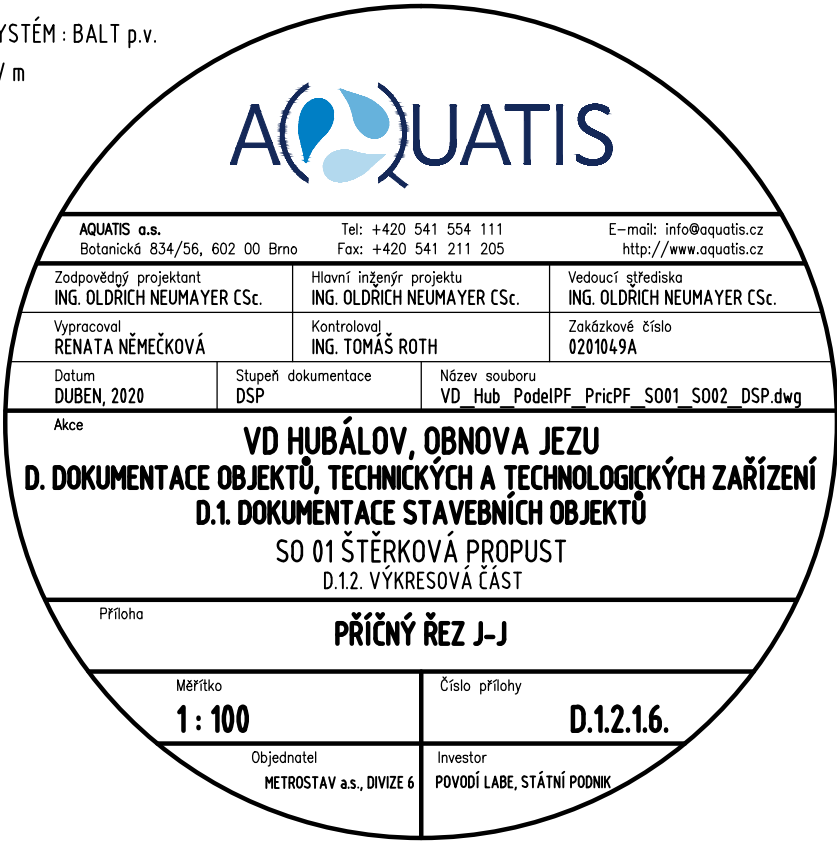 YSTÉM : BALT p.v.
/ m
AQUATIS
AQUATIS a.s. Tel: +420 541 554 111 E-mail: info@aquatis.cz
Botanická 834/56, 602 00 Brno Fax: +420 541 211 205 http://www.aquatis.cz
Zodpovědný projektant Hlavní inženýr projektu Vedoucí střediska
ING. OLDŘICH NEUMAYER CSc. ING. OLDŘICH NEUMAYER CSc. ING. OLDŘICH NEUMAYER CSc.
Vypracoval Kontroloval Zakázkové číslo
RENATA NĚMEČKOVÁ ING. TOMÁŠ ROTH 0201049A
Datum Stupeň dokumentace Název souboru
DUBEN, 2020 DSP VD_Hub_PodelPF_PricPF_SO01_SO02_DSP.dwg
Akce
VD HUBÁLOV, OBNOVA JEZU
D. DOKUMENTACE OBJEKTŮ, TECHNICKÝCH A TECHNOLOGICKÝCH ZAŘÍZENÍ
D.1. DOKUMENTACE STAVEBNÍCH OBJEKTŮ
SO 01 ŠTĚRKOVÁ PROPUST
D.1.2. VÝKRESOVÁ ČÁST
Příloha
PŘÍČNÝ ŘEZ J-J
Měřítko Číslo přílohy
1 : 100 D.1.2.1.6.
Objednatel Investor
METROSTAV a.s., DIVIZE 6 POVODÍ LABE, STÁTNÍ PODNIK